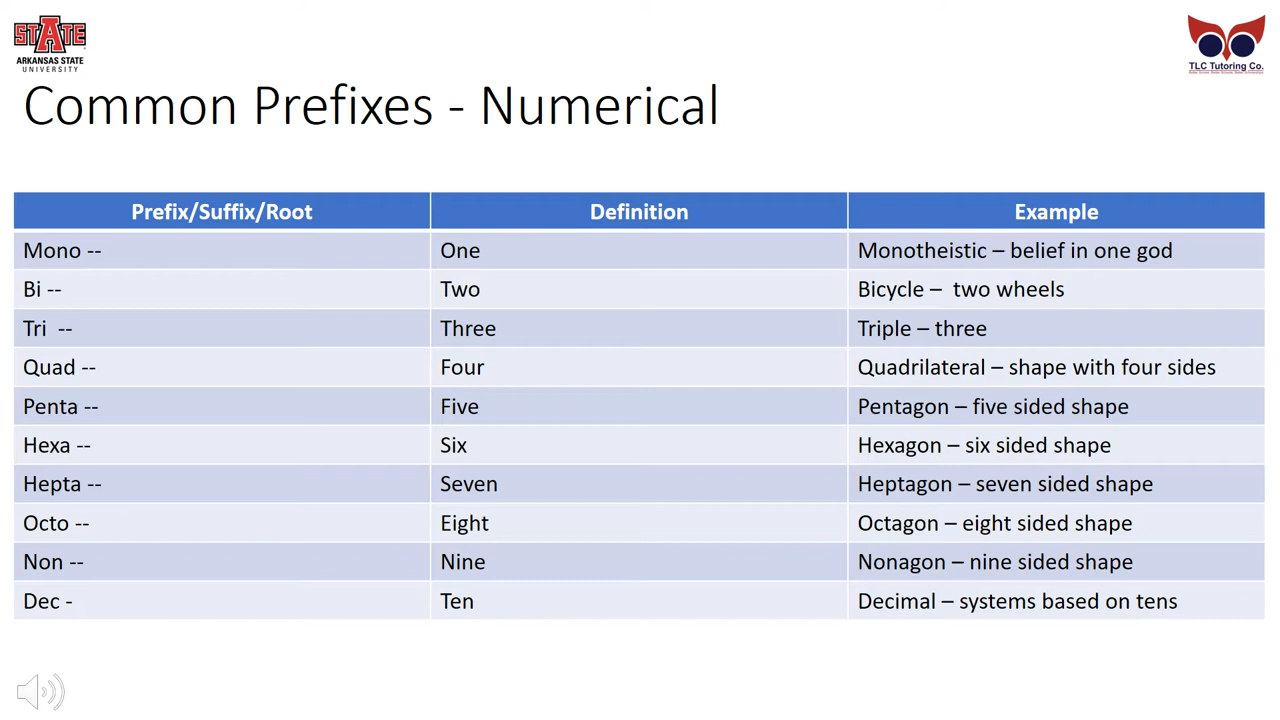 STATE
ARKANSAS STATE
UNIVERSITY
TLC Tutoring Co.
Common Prefixes - Numerical
Prefix/Suffix/Root Definition Example
Mono -- One Monotheistic – belief in one god
Bi -- Two Bicycle – two wheels
Tri -- Three Triple – three
Quad -- Four Quadrilateral – shape with four sides
Penta -- Five Pentagon – five sided shape
Hexa -- Six Hexagon – six sided shape
Hepta -- Seven Heptagon – seven sided shape
Octo -- Eight Octagon – eight sided shape
Non -- Nine Nonagon – nine sided shape
Dec - Ten Decimal – systems based on tens